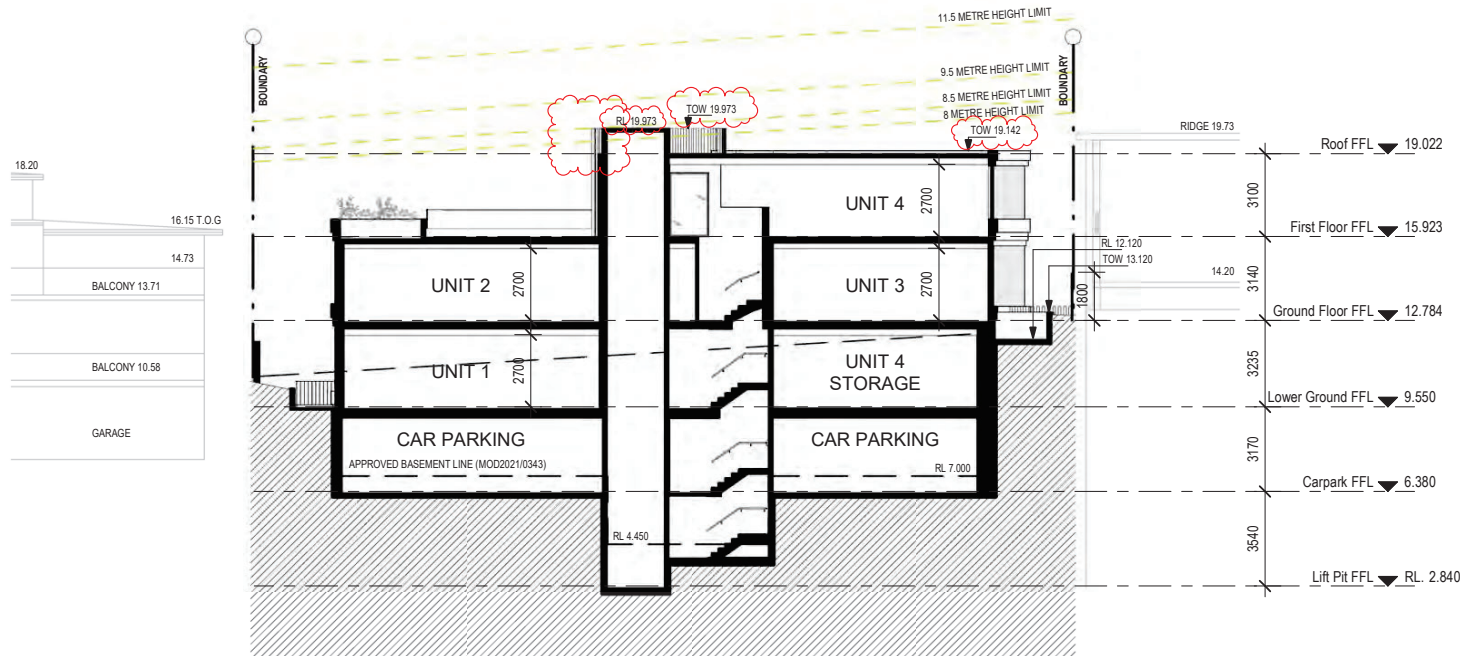 11.5 METRE HEIGHT LIMIT
BOUNDARY
BOUNDARY
9.5 METRE HEIGHT LIMIT
8.5 METRE HEIGHT LIMIT
8 METRE HEIGHT LIMIT
TOW 19.973
RL 19.973
TOW 19.142
RIDGE 19.73
Roof FFL 19.022
18.20
3100
UNIT 4
2700
16.15 T.O.G
First Floor FFL 15.923
RL 12.120
TOW 13.120
14.73
14.20
BALCONY 13.71
UNIT 2
2700
UNIT 3
2700
1800
3140
Ground Floor FFL 12.784
BALCONY 10.58
UNIT 1
2700
UNIT 4
STORAGE
3235
Lower Ground FFL 9.550
GARAGE
CAR PARKING
CAR PARKING
APPROVED BASEMENT LINE (MOD2021/0343)
RL 7.000
3170
Carpark FFL 6.380
RL 4.450
3540
Lift Pit FFL RL. 2.840